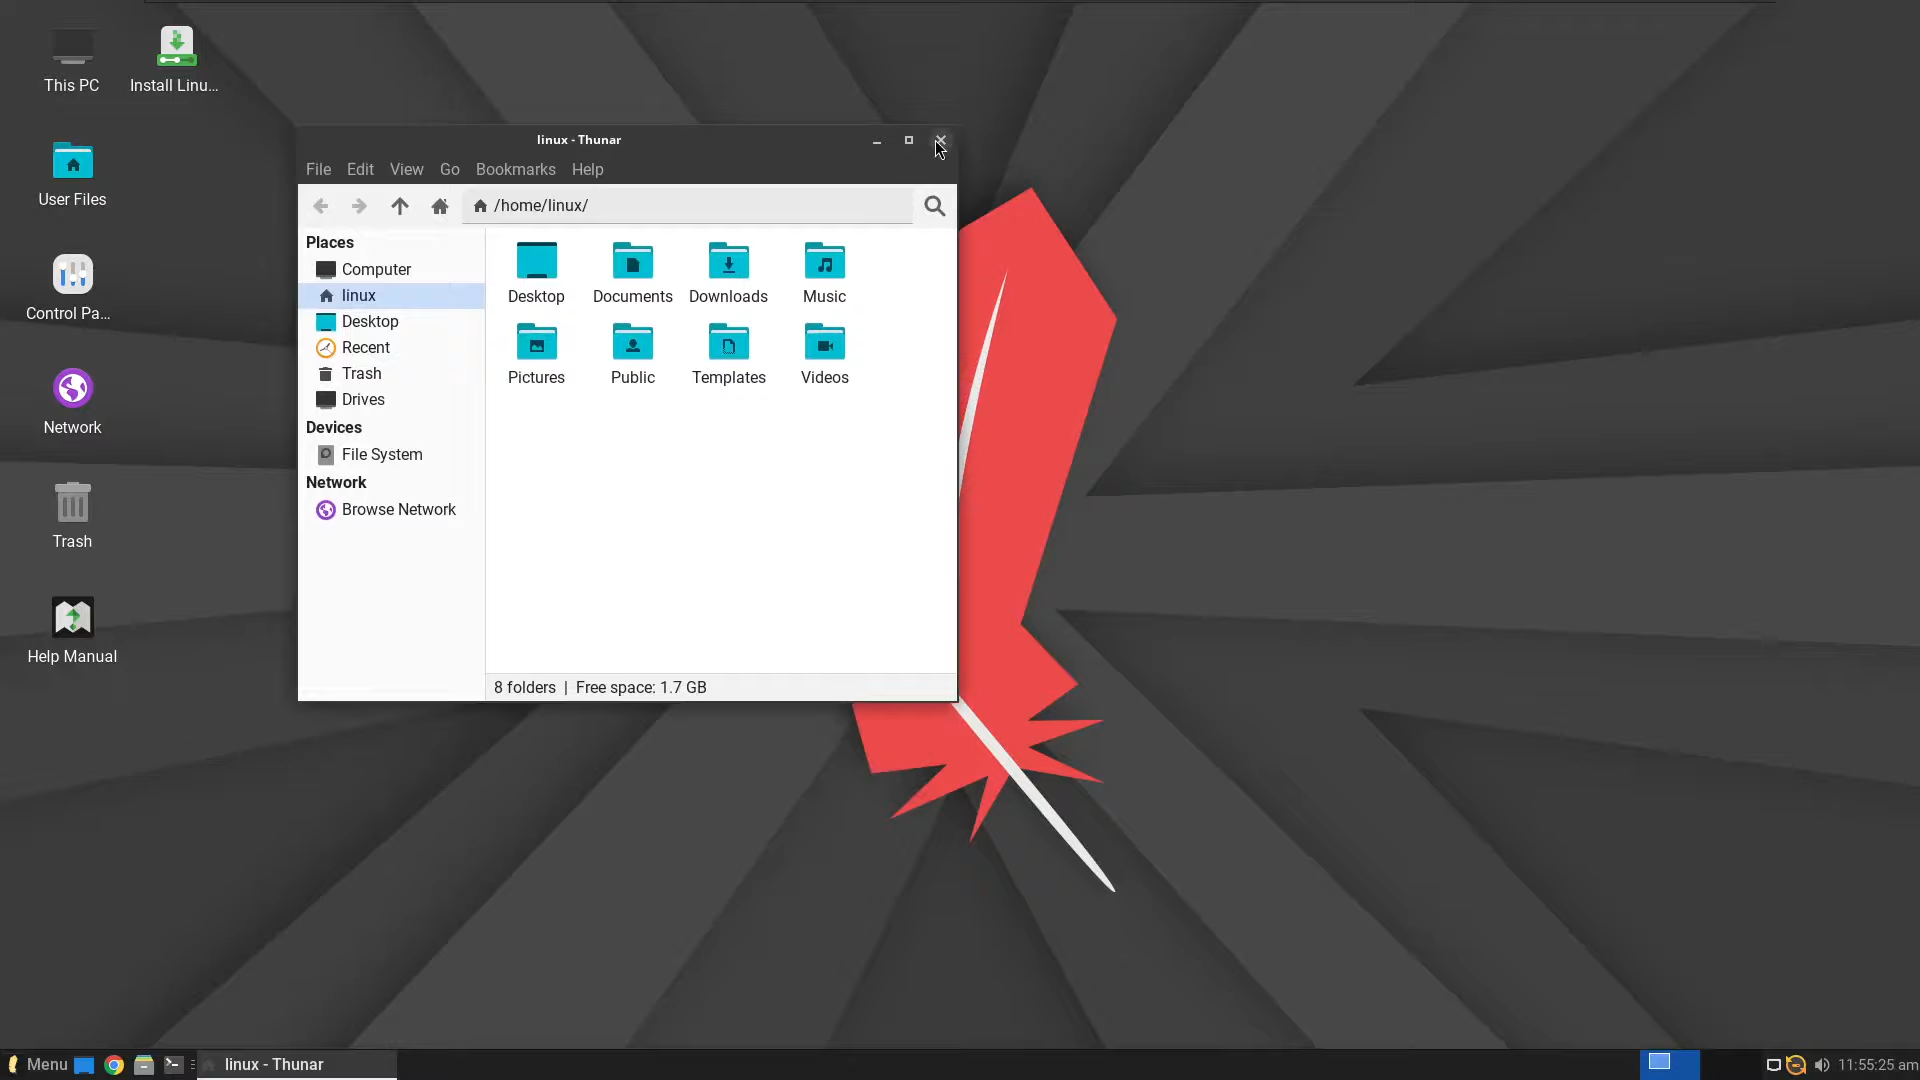 This PC
Install Linu...
User Files
Control Pa...
Network
Trash
Help Manual
linux - Thunar
File Edit View Go Bookmarks Help
/home/linux/
Places
Computer
linux
Desktop
Recent
Trash
Drives
Devices
File System
Network
Browse Network
Desktop Documents Downloads Music
Pictures Public Templates Videos
8 folders | Free space: 1.7 GB
Menu
linux - Thunar
11:55:25 am